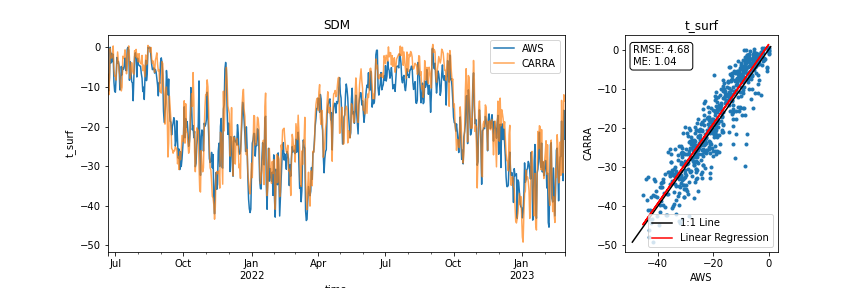 SDM
t_surf
0
−10
−20
−30
−40
−50
Jul
Oct
Jan
2022
Apr
Jul
Oct
Jan
2023
time
AWS
CARRA
t_surf
CARRA
0
−10
−20
−30
−40
−50
RMSE: 4.68
ME: 1.04
1:1 Line
Linear Regression
−40
−20
0
AWS